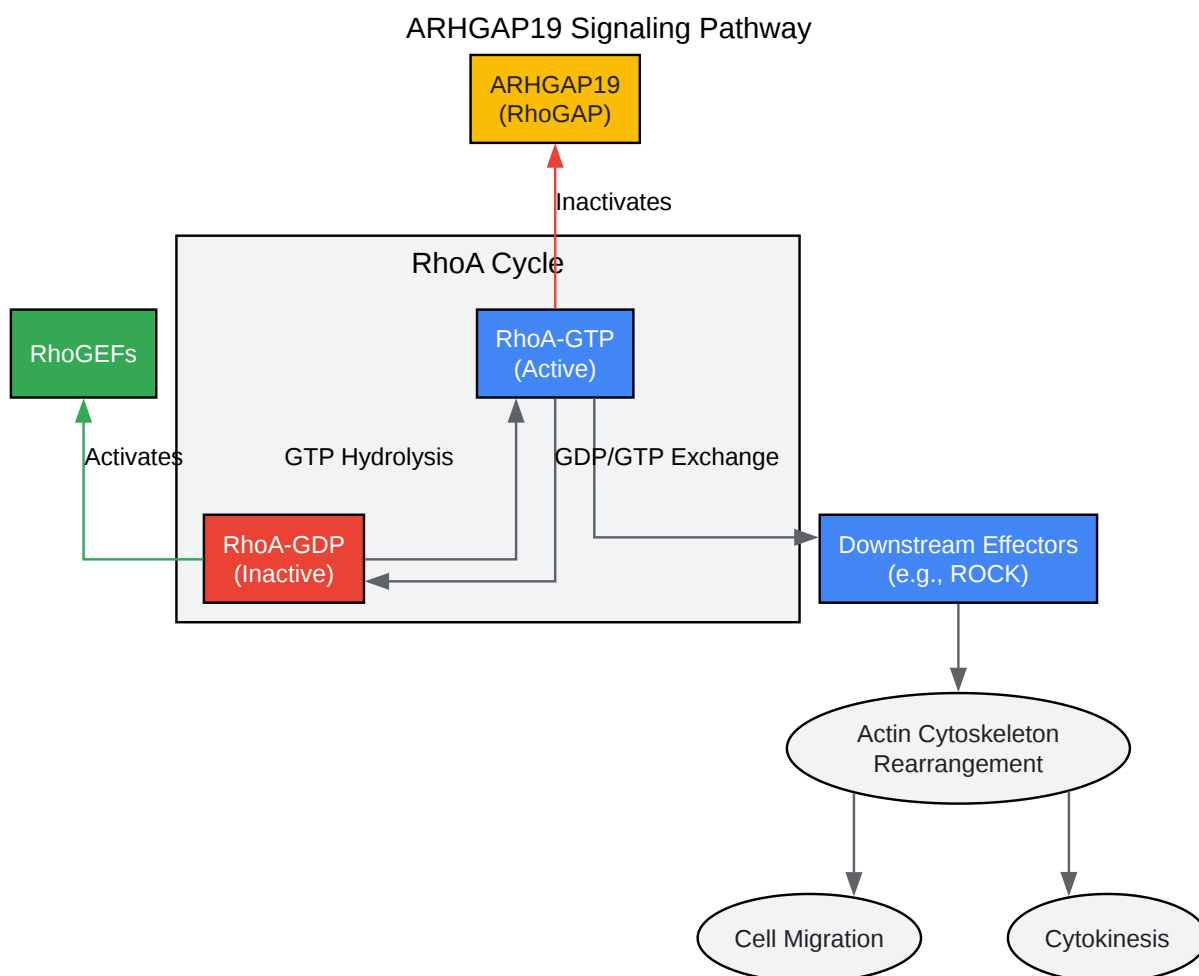 ARHGAP19 Signaling Pathway
ARHGAP19
(RhoGAP)
Inactivates
RhoA Cycle
RhoGEFs
RhoA-GTP
(Active)
Activates
GTP Hydrolysis
GDP/GTP Exchange
RhoA-GDP
(Inactive)
Downstream Effectors
(e.g., ROCK)
Actin Cytoskeleton
Rearrangement
Cell Migration
Cytokinesis